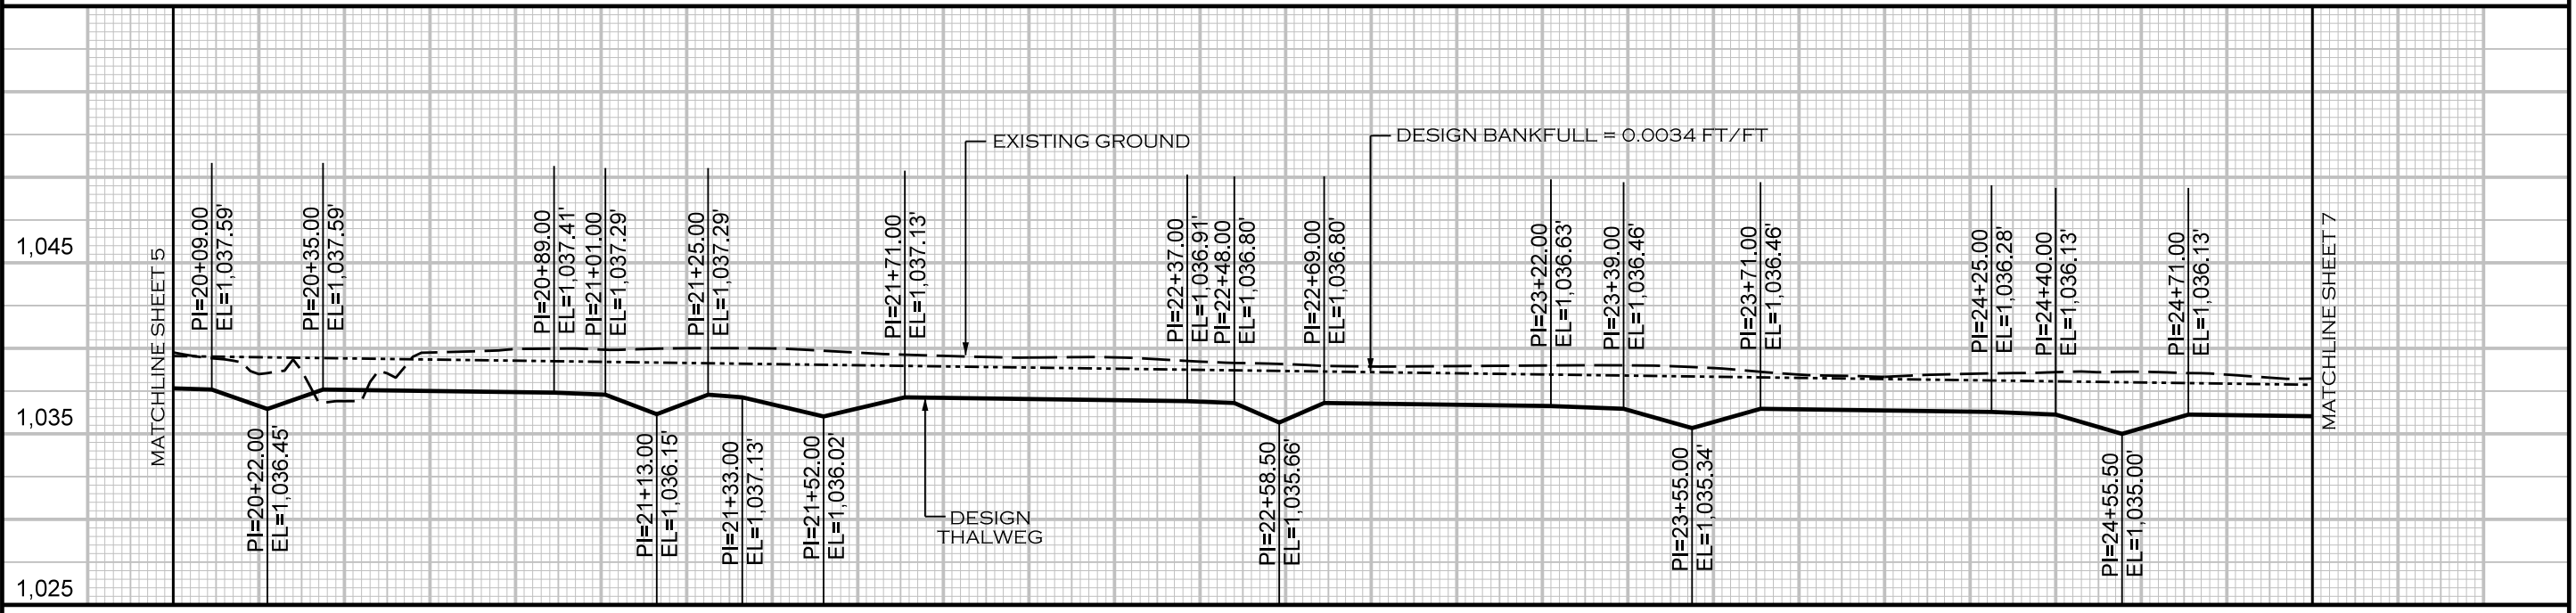 EXISTING GROUND
DESIGN BANKFULL = 0.0034 FT/FT
1,045
1,035
1,025
MATCHLINE SHEET 5
PI=20+09.00
EL=1,037.59'
PI=20+22.00
EL=1,036.45'
PI=20+35.00
EL=1,037.59'
PI=20+89.00
EL=1,037.41'
PI=21+01.00
EL=1,037.29'
PI=21+13.00
EL=1,036.15'
PI=21+25.00
EL=1,037.29'
PI=21+33.00
EL=1,037.13'
PI=21+52.00
EL=1,036.02'
PI=21+71.00
EL=1,037.13'
DESIGN
THALWEG
PI=22+37.00
EL=1,036.91'
PI=22+48.00
EL=1,036.80'
PI=22+58.50
EL=1,035.66'
PI=22+69.00
EL=1,036.80'
PI=23+22.00
EL=1,036.63'
PI=23+39.00
EL=1,036.46'
PI=23+55.00
EL=1,035.34'
PI=23+71.00
EL=1,036.46'
PI=24+25.00
EL=1,036.28'
PI=24+40.00
EL=1,036.13'
PI=24+55.50
EL=1,035.00'
PI=24+71.00
EL=1,036.13'
MATCHLINE SHEET 7